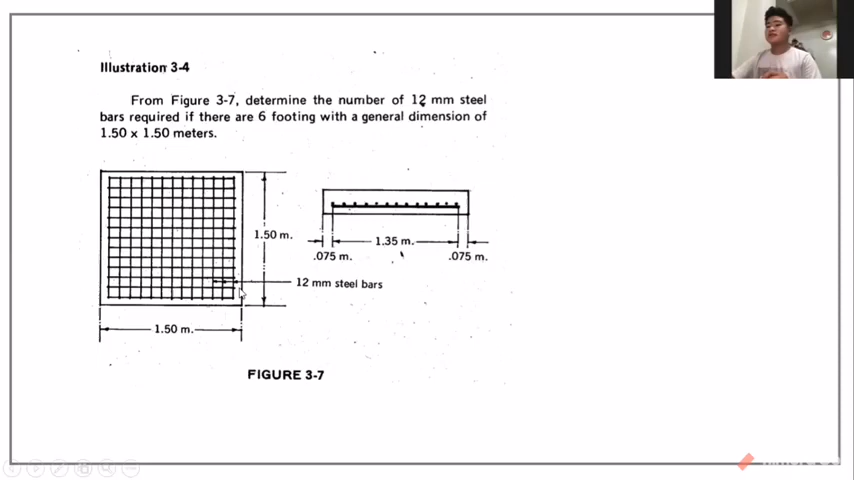 Illustration 3-4
From Figure 3-7, determine the number of 12 mm steel
bars required if there are 6 footing with a general dimension of
1.50 x 1.50 meters.
1.50 m.
1.35 m.
.075 m.
.075 m.
12 mm steel bars
1.50 m.
FIGURE 3-7